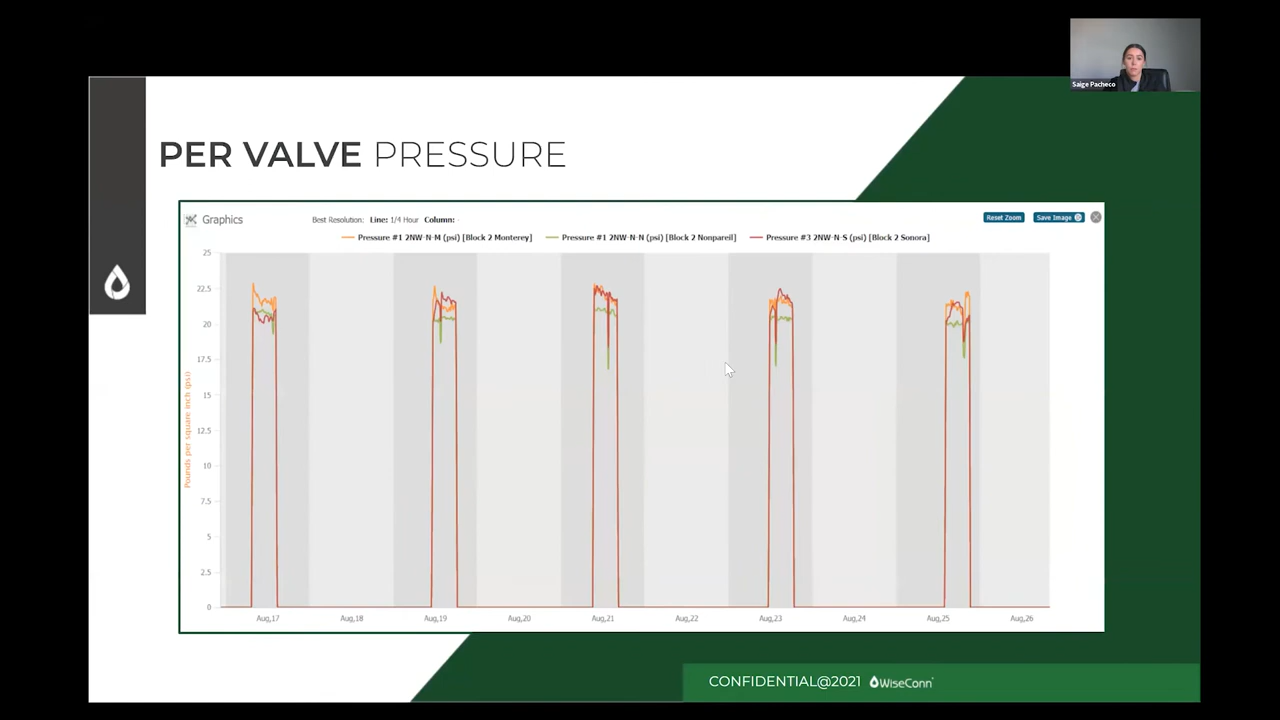 Saige Pacheco
PER VALVE PRESSURE
Graphics
Best Resolution: Line: 1/4 Hour Column: -
Reset Zoom
Save Image
Pressure #1 2NW-N-M (psi) [Block 2 Monterey]
Pressure #1 2NW-N-N (psi) [Block 2 Nonpareil]
Pressure #3 2NW-N-S (psi) [Block 2 Sonora]
Pounds per square inch (psi)
25
22.5
20
17.5
15
12.5
10
7.5
5
2.5
0
Aug,17 Aug,18 Aug,19 Aug,20 Aug,21 Aug,22 Aug,23 Aug,24 Aug,25 Aug,26
CONFIDENTIAL@2021 WiseConn